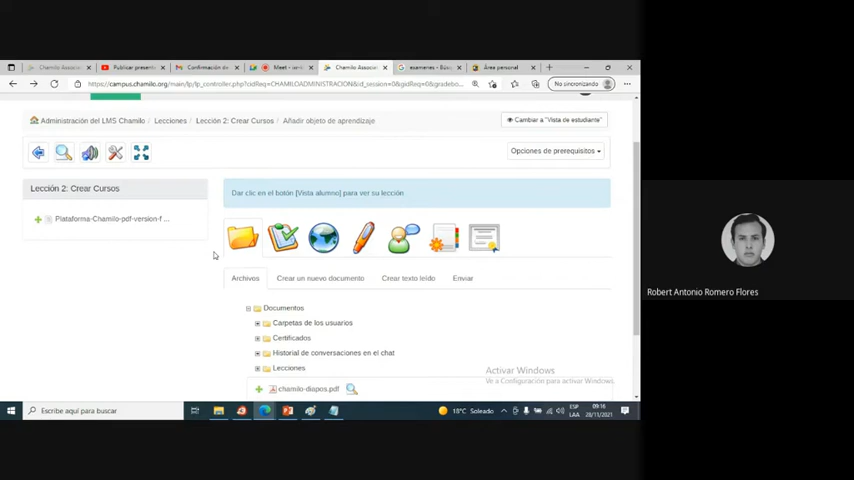 Chamilo Associa
Publicar presenta
Confirmación de
Meet - 
Chamilo Associa
examenes - Búsq
Área personal
https://campus.chamilo.org/main/lp/lp_controller.php?cidReq=CHAMILOADMINISTRACION&id_session=0&gidReq=0&gradebo...
No sincronizando
Administración del LMS Chamilo / Lecciones / Lección 2: Crear Cursos / Añadir objeto de aprendizaje
Cambiar a "Vista de estudiante"
Opciones de prerequisitos
Lección 2: Crear Cursos
Plataforma-Chamilo-pdf-version-f ...
Dar clic en el botón [Vista alumno] para ver su lección
Archivos
Crear un nuevo documento
Crear texto leído
Enviar
Documentos
Carpetas de los usuarios
Certificados
Historial de conversaciones en el chat
Lecciones
chamilo-diapos.pdf
Activar Windows
Ve a Configuración para activar Windows.
Robert Antonio Romero Flores
Escribe aquí para buscar
18°C Soleado
ESP
LAA
09:16
28/11/2021